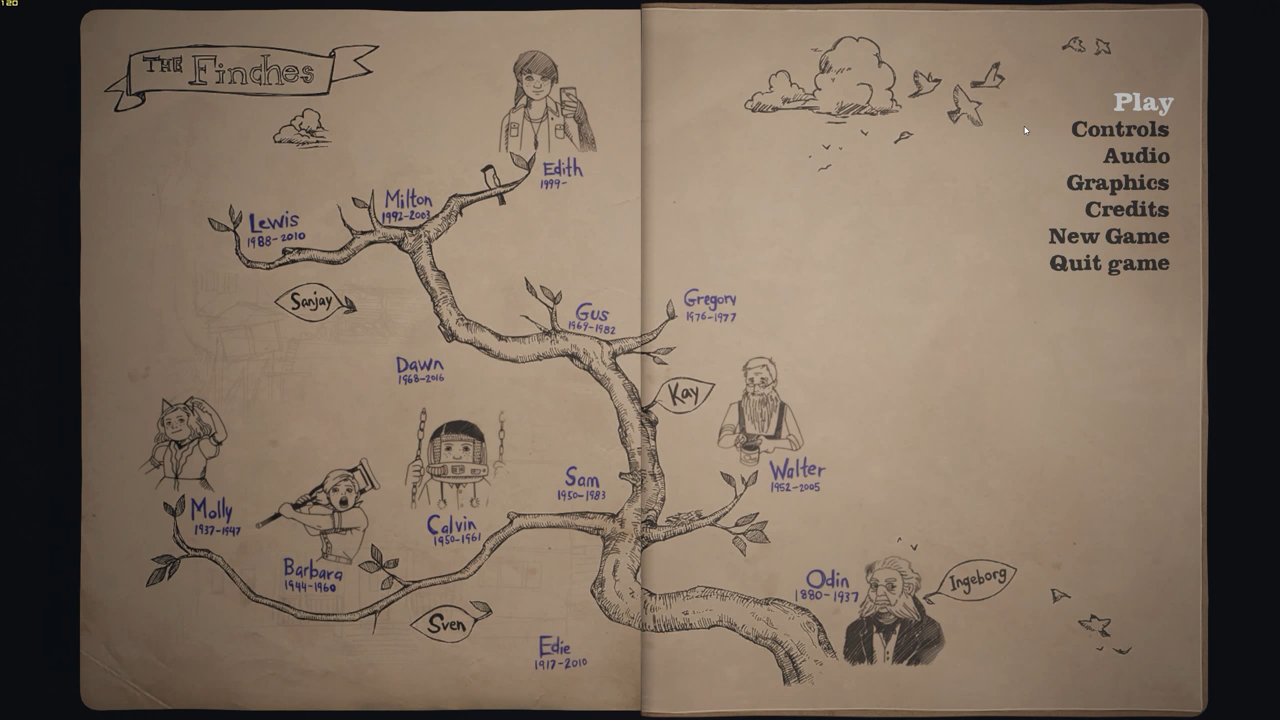 120
THE Finches
Play
Controls
Audio
Graphics
Credits
New Game
Quit game
Edith
1999-
Milton
1992-2003
Lewis
1988-2010
Sanjay
Gus
1969-1982
Gregory
1976-1977
Dawn
1968-2016
Kay
Walter
1952-2005
Sam
1950-1983
Molly
1937-1947
Calvin
1950-1961
Barbara
1944-1960
Sven
Odin
1880-1937
Ingeborg
Edie
1917-2010